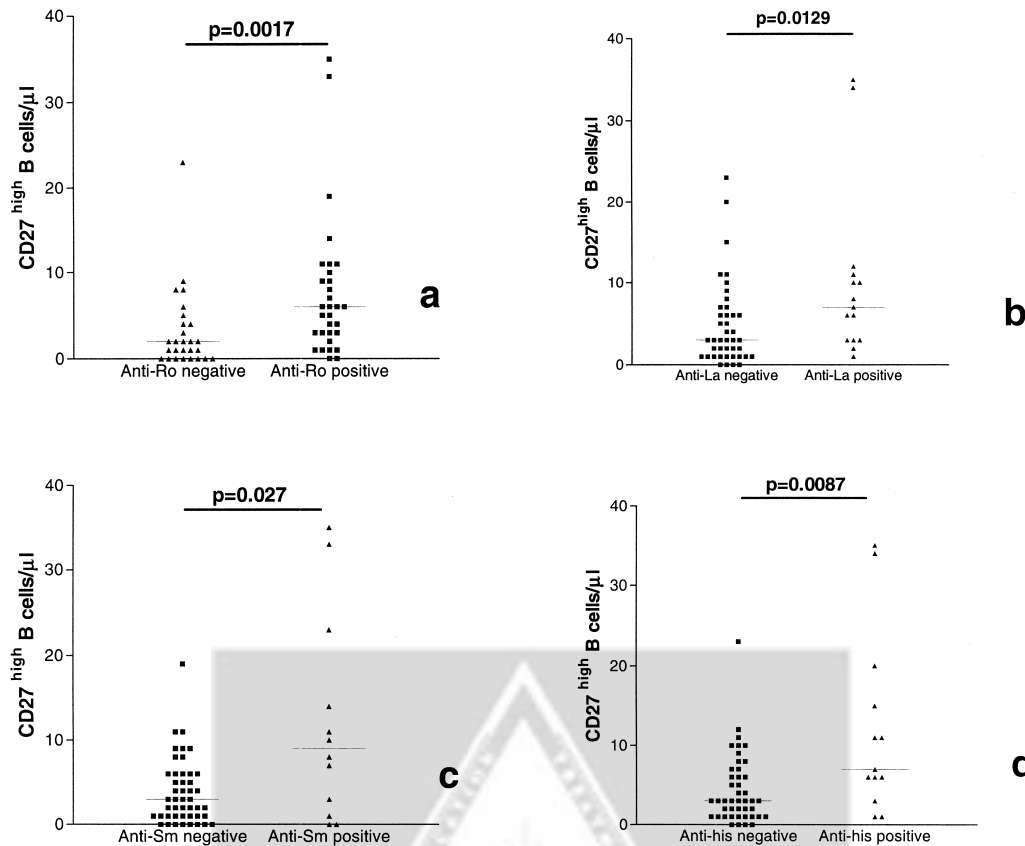 p=0.0017
40
30
20
10
0
CD27 high B cells/μl
Anti-Ro negative
Anti-Ro positive
a
p=0.0129
40
30
20
10
0
CD27 high B cells/μl
Anti-La negative
Anti-La positive
b
p=0.027
40
30
20
10
0
CD27 high B cells/μl
Anti-Sm negative
Anti-Sm positive
c
p=0.0087
40
30
20
10
0
CD27 high B cells/μl
Anti-his negative
Anti-his positive